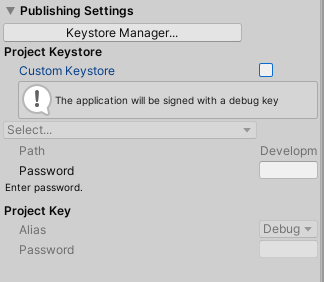 Publishing Settings
Keystore Manager...
Project Keystore
Custom Keystore
The application will be signed with a debug key
Select...
Path Developm
Password
Enter password.
Project Key
Alias Debug
Password